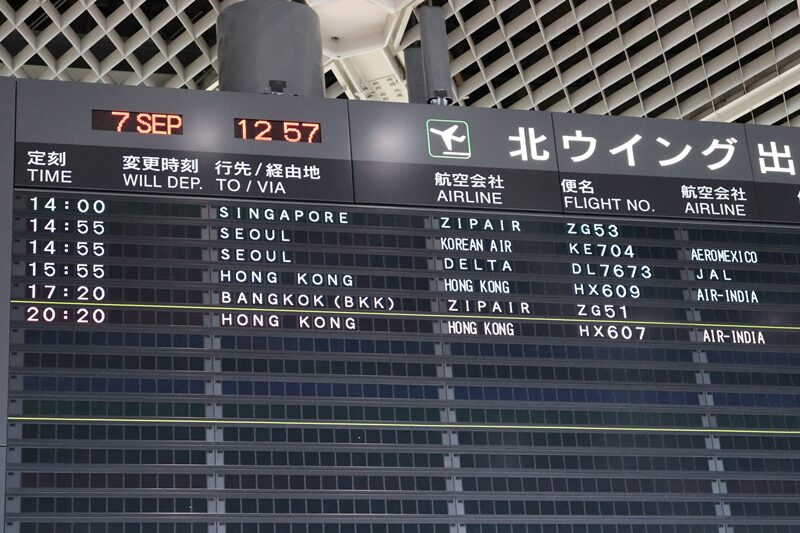 7 SEP 12 57 北ウイング 出
定刻 変更時刻 行先/経由地 航空会社 便名 航空会社
TIME WILL DEP. TO / VIA AIRLINE FLIGHT NO. AIRLINE
14:00 SINGAPORE ZIPAIR ZG53
14:55 SEOUL KOREAN AIR KE704 AEROMEXICO
14:55 SEOUL DELTA DL7673 JAL
15:55 HONG KONG HONG KONG HX609 AIR-INDIA
17:20 BANGKOK(BKK) ZIPAIR ZG51
20:20 HONG KONG HONG KONG HX607 AIR-INDIA